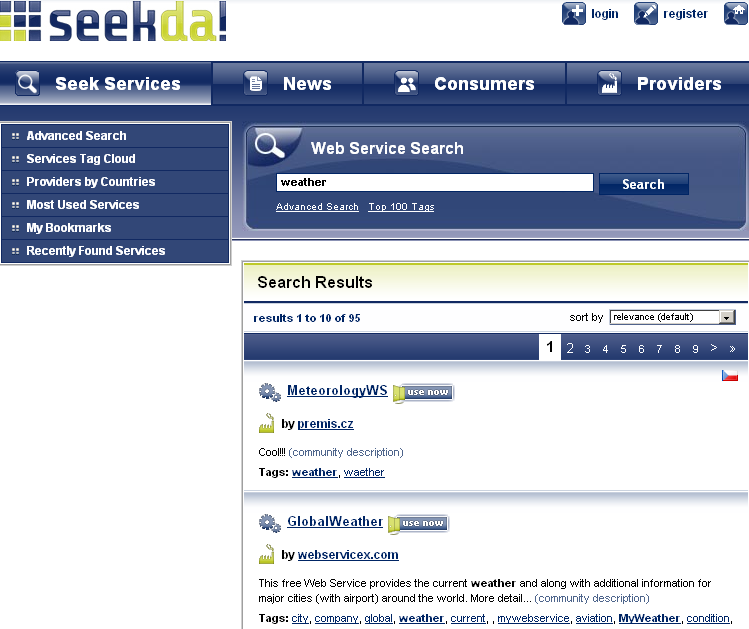 seekda!
login register
Seek Services News Consumers Providers
Advanced Search
Services Tag Cloud
Providers by Countries
Most Used Services
My Bookmarks
Recently Found Services
Web Service Search
weather Search
Advanced Search Top 100 Tags
Search Results
results 1 to 10 of 95 sort by relevance (default)
1 2 3 4 5 6 7 8 9 > »
MeteorologyWS use now
by premis.cz
Cool!!! (community description)
Tags: weather, waether
GlobalWeather use now
by webservicex.com
This free Web Service provides the current weather and along with additional information for
major cities (with airport) around the world. More detail... (community description)
Tags: city, company, global, weather, current, , mywebservice, aviation, MyWeather, condition,